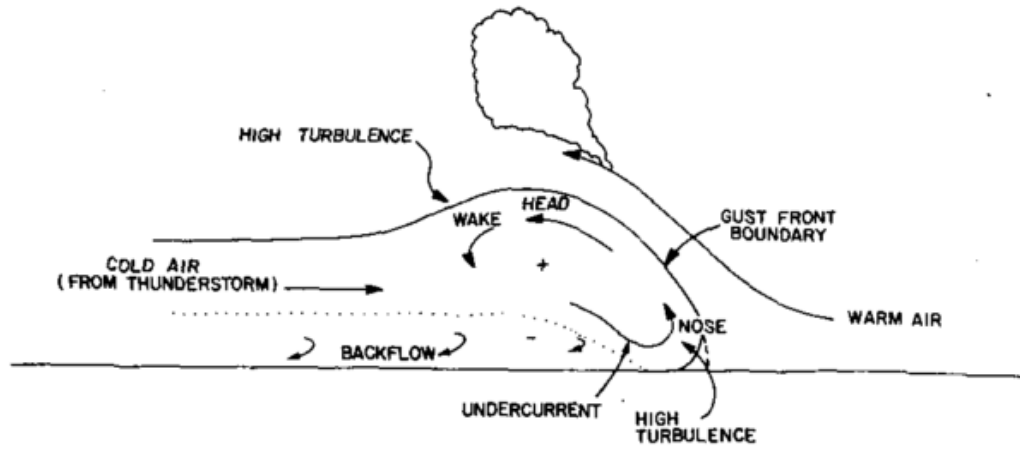 HIGH TURBULENCE
HEAD
WAKE
GUST FRONT
BOUNDARY
COLD AIR
(FROM THUNDERSTORM)
+
NOSE
WARM AIR
-
BACKFLOW
UNDERCURRENT
HIGH
TURBULENCE